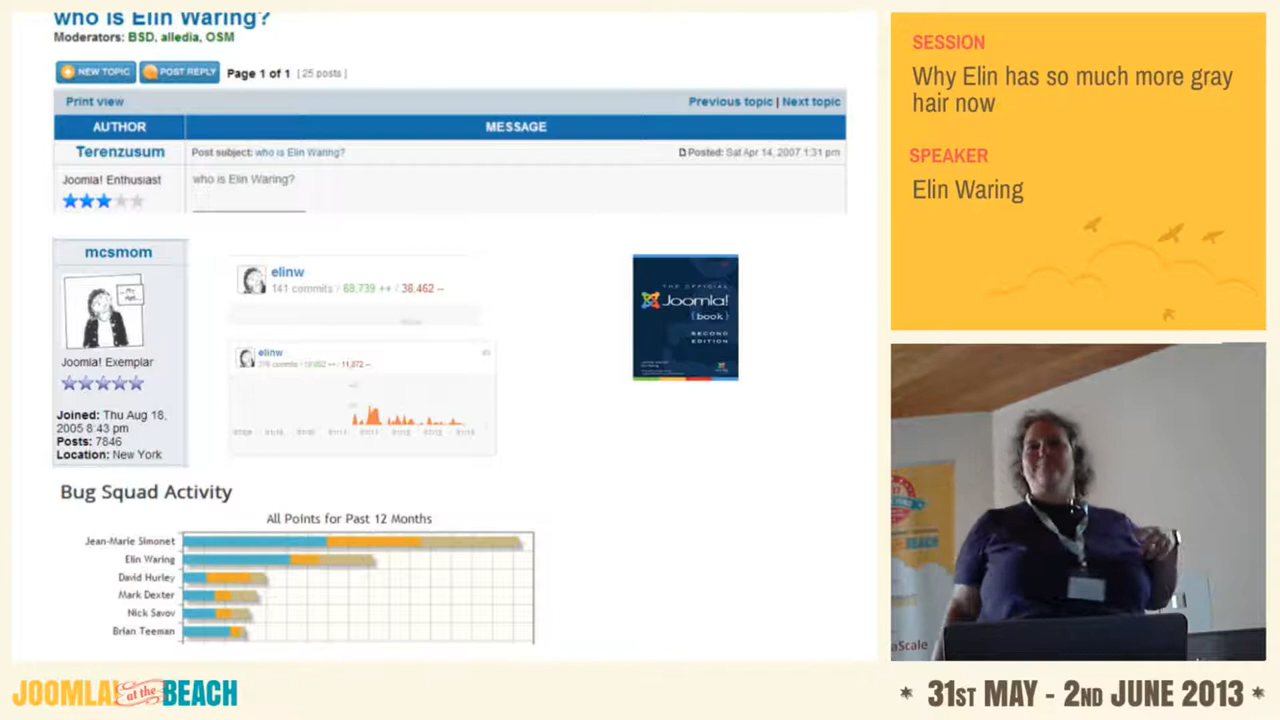 who is Elin Waring?
Moderators: BSD, alledia, OSM
NEW TOPIC
POST REPLY
Page 1 of 1 [ 25 posts ]
Print view
Previous topic | Next topic
AUTHOR
MESSAGE
Terenzusum
Post subject: who is Elin Waring?
Posted: Sat Apr 14, 2007 1:31 pm
Joomla! Enthusiast
who is Elin Waring?
mcsmom
Joomla! Exemplar
Joined: Thu Aug 18,
2005 8:43 pm
Posts: 7846
Location: New York
elinw
141 commits / 68,739 ++ / 38,462 --
elinw
THE OFFICIAL
Joomla!
{book}
SECOND
EDITION
Bug Squad Activity
All Points for Past 12 Months
Jean-Marie Simonet
Elin Waring
David Hurley
Mark Dexter
Nick Savov
Brian Teeman
SESSION
Why Elin has so much more gray
hair now
SPEAKER
Elin Waring
BEACH
aScale
JOOMLA! at the BEACH
* 31ST MAY - 2ND JUNE 2013 *